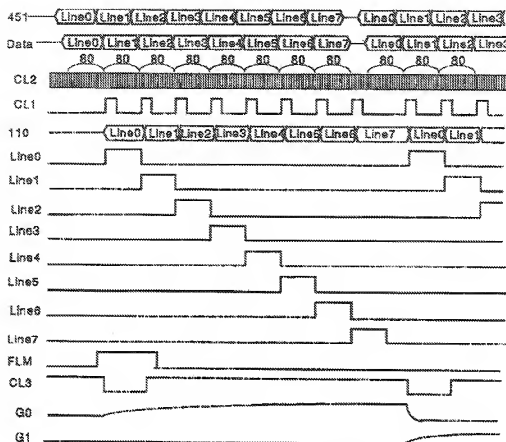 451 Line0 Line1 Line2 Line3 Line4 Line5 Line6 Line7 Line0 Line1 Line2 Line3
Data Line0 Line1 Line2 Line3 Line4 Line5 Line6 Line7 Line0 Line1 Line2 Line3
80 80 80 80 80 80 80 80 80 80 80
CL2
CL1
110 Line0 Line1 Line2 Line3 Line4 Line5 Line6 Line7 Line0 Line1
Line0
Line1
Line2
Line3
Line4
Line5
Line6
Line7
FLM
CL3
G0
G1